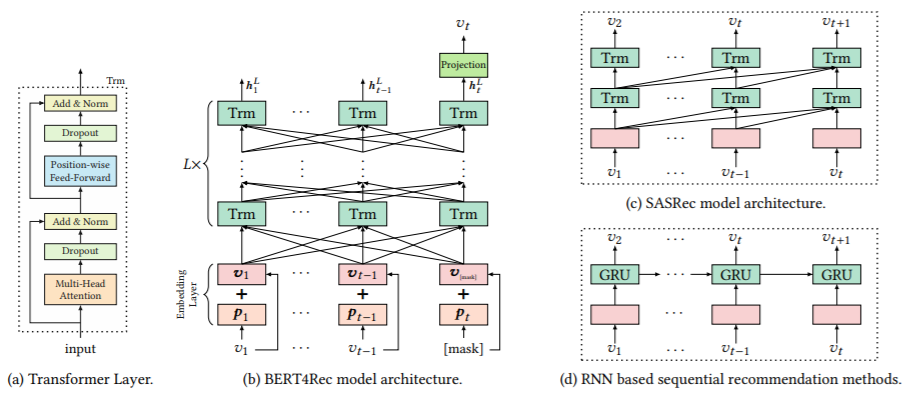 Trm
Add & Norm
Dropout
Position-wise
Feed-Forward
Add & Norm
Dropout
Multi-Head
Attention
input
(a) Transformer Layer.
v_t
Projection
h_1^L
h_{t-1}^L
h_t^L
Trm
· · ·
Trm
Trm
L×
Trm
· · ·
Trm
Trm
Embedding
Layer
v_1
· · ·
v_{t-1}
v_[mask]
+
+
+
p_1
· · ·
p_{t-1}
p_t
v_1
· · ·
v_{t-1}
[mask]
(b) BERT4Rec model architecture.
v_2
v_t
v_{t+1}
Trm
· · ·
Trm
Trm
Trm
· · ·
Trm
Trm
v_1
· · ·
v_{t-1}
v_t
(c) SASRec model architecture.
v_2
· · ·
v_t
v_{t+1}
GRU
· · ·
GRU
GRU
v_1
· · ·
v_{t-1}
v_t
(d) RNN based sequential recommendation methods.